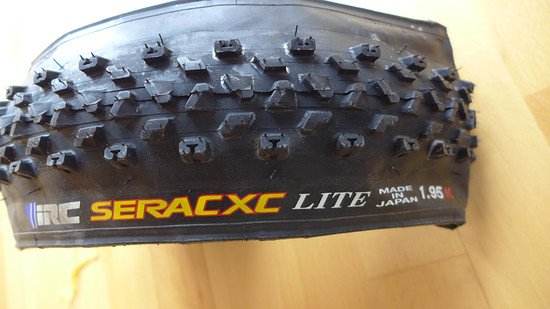 IRC SERACXC LITE MADE IN JAPAN 1.95 X